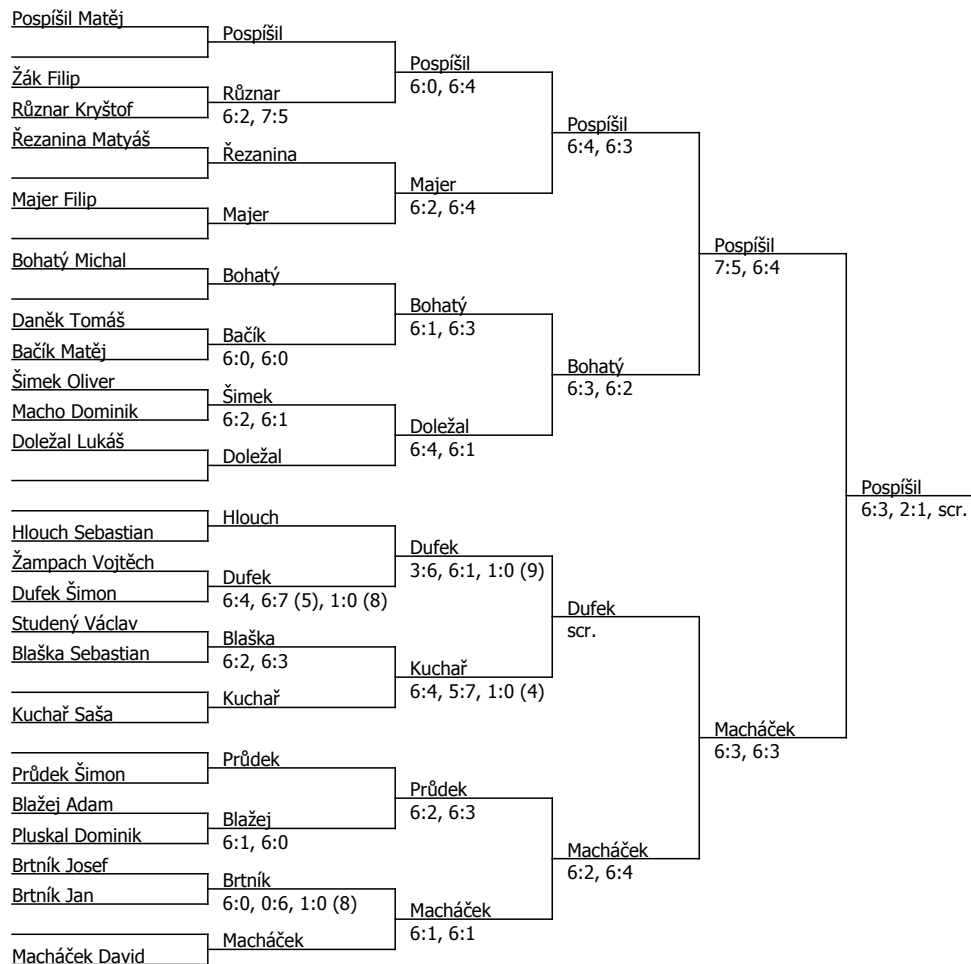 Pospíšil Matěj
Pospíšil
Pospíšil
6:0, 6:4
Žák Filip
Různar
6:2, 7:5
Různar Kryštof
Pospíšil
6:4, 6:3
Řezanina Matyáš
Řezanina
Majer
6:2, 6:4
Majer Filip
Majer
Pospíšil
7:5, 6:4
Bohatý Michal
Bohatý
Bohatý
6:1, 6:3
Daněk Tomáš
Bačík
6:0, 6:0
Bačík Matěj
Bohatý
6:3, 6:2
Šimek Oliver
Šimek
6:2, 6:1
Macho Dominik
Doležal
6:4, 6:1
Doležal Lukáš
Doležal
Pospíšil
6:3, 2:1, scr.
Hlouch
Hlouch Sebastian
Dufek
3:6, 6:1, 1:0 (9)
Žampach Vojtěch
Dufek
6:4, 6:7 (5), 1:0 (8)
Dufek Šimon
Dufek
scr.
Studený Václav
Blaška
6:2, 6:3
Blaška Sebastian
Kuchař
6:4, 5:7, 1:0 (4)
Kuchař
Kuchař Saša
Macháček
6:3, 6:3
Průdek
Průdek Šimon
Průdek
6:2, 6:3
Blažej Adam
Blažej
6:1, 6:0
Pluskal Dominik
Macháček
6:2, 6:4
Brtník Josef
Brtník
6:0, 0:6, 1:0 (8)
Brtník Jan
Macháček
6:1, 6:1
Macháček
Macháček David